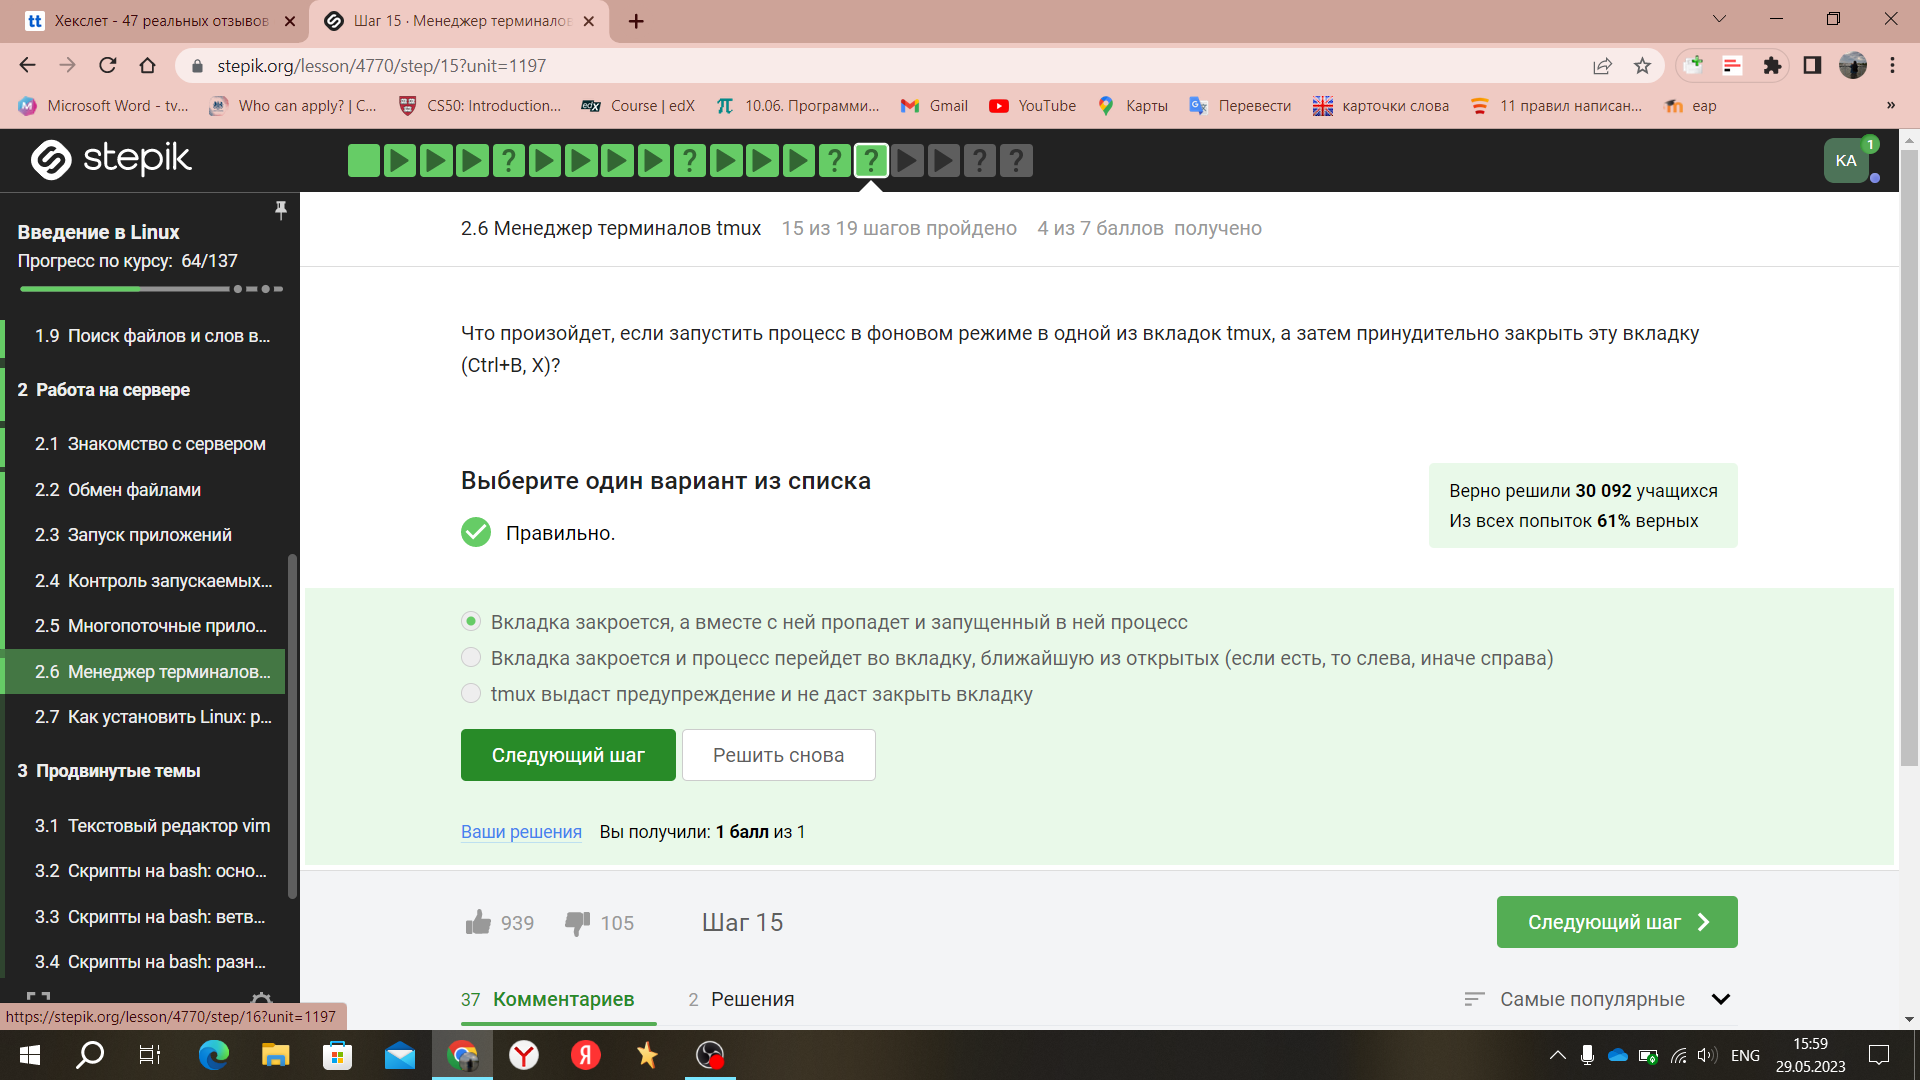 Хекслет - 47 реальных отзывов
Шаг 15 · Менеджер терминалов
stepik.org/lesson/4770/step/15?unit=1197
Microsoft Word - tv...
Who can apply? | C...
CS50: Introduction...
edX
Course | edX
10.06. Программи...
Gmail
YouTube
Карты
Перевести
карточки слова
11 правил написан...
eap
»
stepik
? ? ? ? ? ?
KA
1
Введение в Linux
Прогресс по курсу: 64/137
1.9 Поиск файлов и слов в...
2 Работа на сервере
2.1 Знакомство с сервером
2.2 Обмен файлами
2.3 Запуск приложений
2.4 Контроль запускаемых...
2.5 Многопоточные прило...
2.6 Менеджер терминалов...
2.7 Как установить Linux: р...
3 Продвинутые темы
3.1 Текстовый редактор vim
3.2 Скрипты на bash: осно...
3.3 Скрипты на bash: ветв...
3.4 Скрипты на bash: разн...
2.6 Менеджер терминалов tmux 15 из 19 шагов пройдено 4 из 7 баллов получено
Что произойдет, если запустить процесс в фоновом режиме в одной из вкладок tmux, а затем принудительно закрыть эту вкладку
(Ctrl+B, X)?
Выберите один вариант из списка
Правильно.
Верно решили 30 092 учащихся
Из всех попыток 61% верных
Вкладка закроется, а вместе с ней пропадет и запущенный в ней процесс
Вкладка закроется и процесс перейдет во вкладку, ближайшую из открытых (если есть, то слева, иначе справа)
tmux выдаст предупреждение и не даст закрыть вкладку
Следующий шаг
Решить снова
Ваши решения Вы получили: 1 балл из 1
939 105 Шаг 15
Следующий шаг
37 Комментариев
2 Решения
Самые популярные
https://stepik.org/lesson/4770/step/16?unit=1197
ENG
15:59
29.05.2023